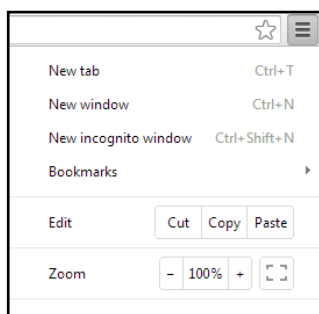 New tab Ctrl+T
New window Ctrl+N
New incognito window Ctrl+Shift+N
Bookmarks
Edit Cut Copy Paste
Zoom − 100% +